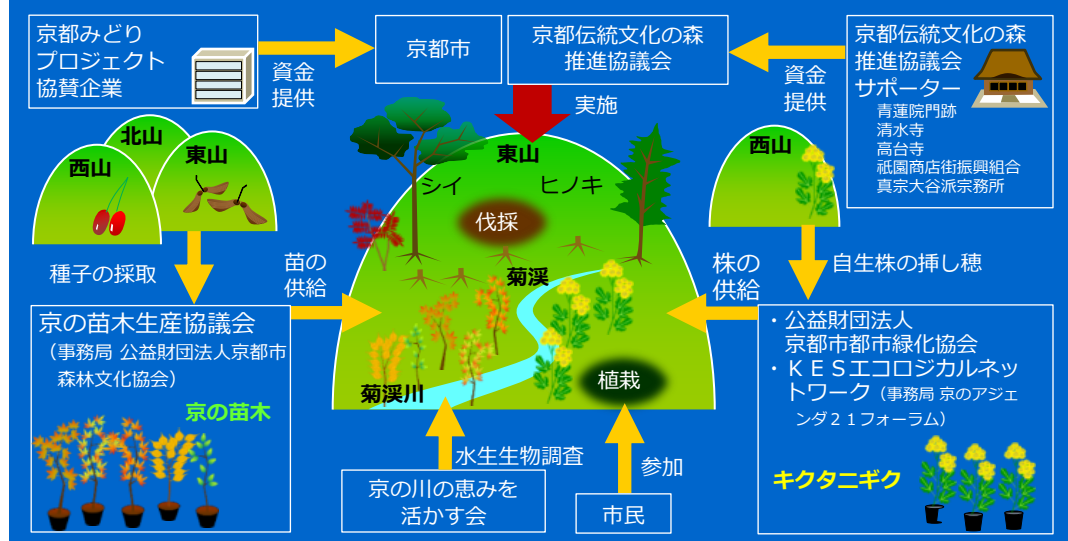 京都みどり
プロジェクト
協賛企業
資金
提供
京都市
京都伝統文化の森
推進協議会
実施
資金
提供
京都伝統文化の森
推進協議会
サポーター
青蓮院門跡
清水寺
高台寺
祇園商店街振興組合
真宗大谷派宗務所
北山
西山
東山
種子の採取
東山
シイ
ヒノキ
伐採
菊渓
菊渓川
植栽
西山
自生株の挿し穂
苗の
供給
株の
供給
京の苗木生産協議会
（事務局 公益財団法人京都市
森林文化協会）
京の苗木
・公益財団法人
京都市都市緑化協会
・ＫＥＳエコロジカルネッ
トワーク（事務局 京のアジェ
ンダ２１フォーラム）
キクタニギク
水生生物調査
京の川の恵みを
活かす会
参加
市民